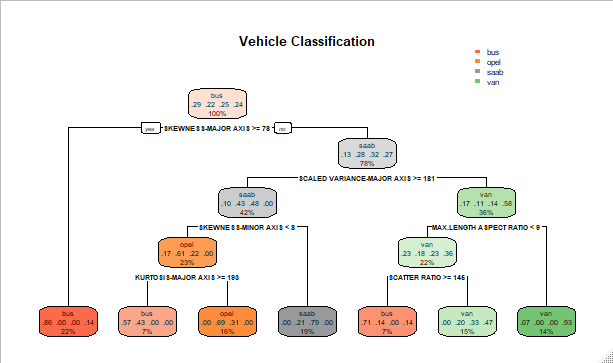 Vehicle Classification
bus
opel
saab
van
bus
.29 .22 .25 .24
100%
yes SKEWNESS-MAJOR AXIS >= 78 no
saab
.13 .28 .32 .27
78%
SCALED VARIANCE-MAJOR AXIS >= 181
saab
.10 .43 .48 .00
42%
van
.17 .11 .14 .58
36%
SKEWNESS-MINOR AXIS < 8
MAX.LENGTH ASPECT RATIO < 9
opel
.17 .61 .22 .00
23%
van
.23 .18 .23 .36
22%
KURTOSIS-MAJOR AXIS >= 193
SCATTER RATIO >= 145
bus
.86 .00 .00 .14
22%
bus
.57 .43 .00 .00
7%
opel
.00 .69 .31 .00
16%
saab
.00 .21 .79 .00
19%
bus
.71 .14 .00 .14
7%
van
.00 .20 .33 .47
15%
van
.07 .00 .00 .93
14%